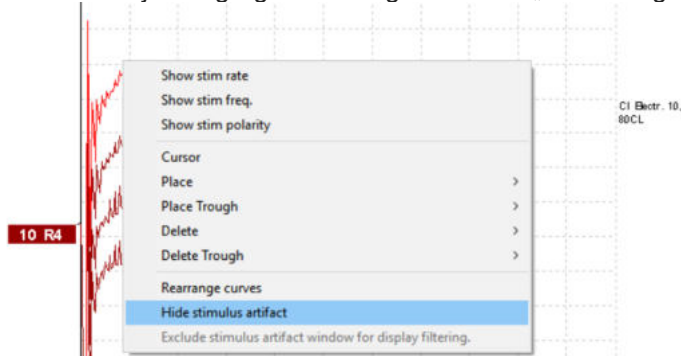 Show stim rate
Show stim freq.
Show stim polarity
CI Electr. 10,
80CL
Cursor
Place
Place Trough
Delete
10 R4
Delete Trough
Rearrange curves
Hide stimulus artifact
Exclude stimulus artifact window for display filtering.